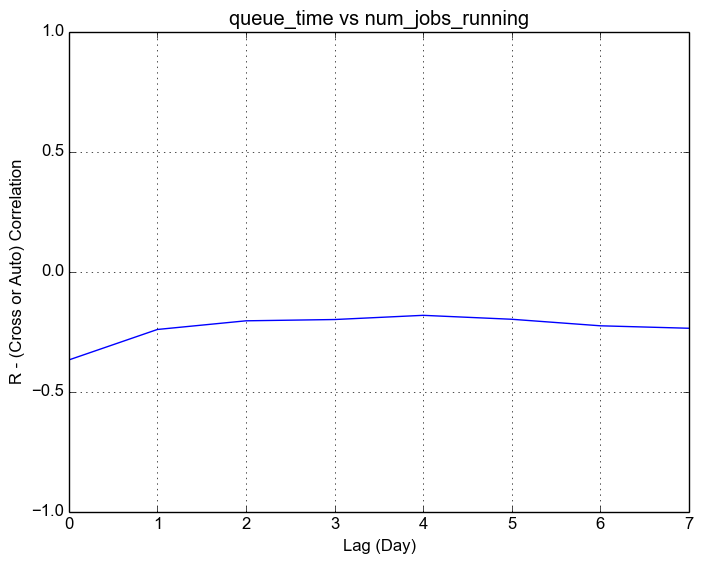 queue_time vs num_jobs_running
1.0
0.5
0.0
−0.5
−1.0
R - (Cross or Auto) Correlation
0 1 2 3 4 5 6 7
Lag (Day)